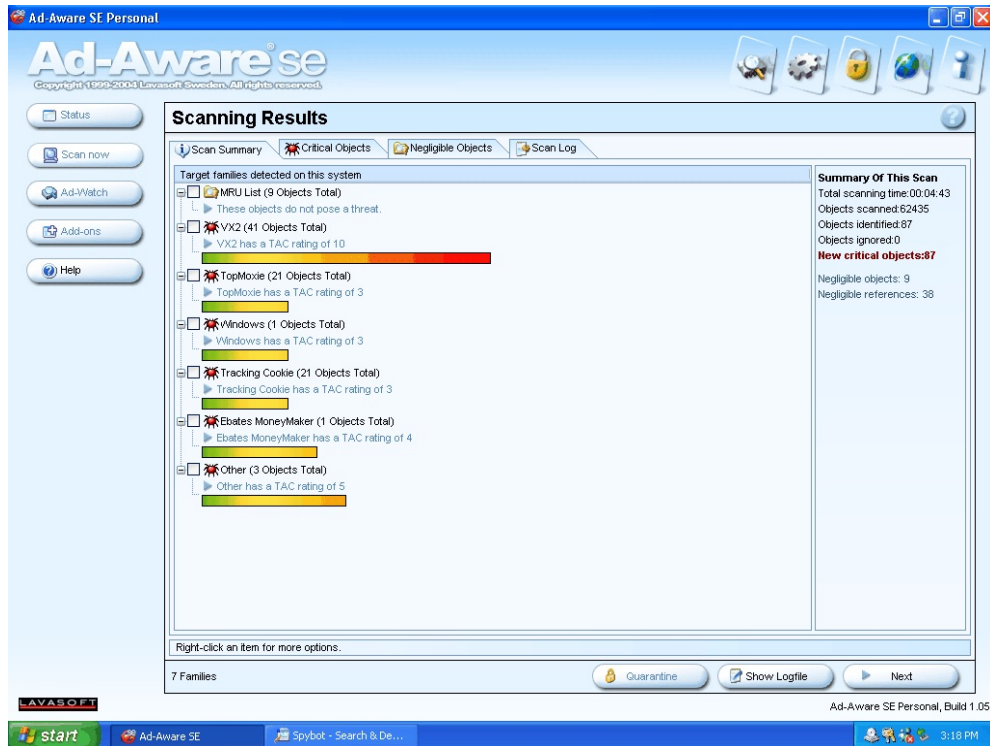 Ad-Aware SE Personal
Ad-Aware SE
Copyright 1999-2004 Lavasoft Sweden. All rights reserved.
Status
Scan now
Ad-Watch
Add-ons
Help
Scanning Results
Scan Summary
Critical Objects
Negligible Objects
Scan Log
Target families detected on this system
MRU List (9 Objects Total)
These objects do not pose a threat.
VX2 (41 Objects Total)
VX2 has a TAC rating of 10
TopMoxie (21 Objects Total)
TopMoxie has a TAC rating of 3
Windows (1 Objects Total)
Windows has a TAC rating of 3
Tracking Cookie (21 Objects Total)
Tracking Cookie has a TAC rating of 3
Ebates MoneyMaker (1 Objects Total)
Ebates MoneyMaker has a TAC rating of 4
Other (3 Objects Total)
Other has a TAC rating of 5
Summary Of This Scan
Total scanning time:00:04:43
Objects scanned:62435
Objects identified:87
Objects ignored:0
New critical objects:87
Negligible objects: 9
Negligible references: 38
Right-click an item for more options.
7 Families
Quarantine
Show Logfile
Next
LAVASOFT
Ad-Aware SE Personal, Build 1.05
start
Ad-Aware SE
Spybot - Search & De...
3:18 PM